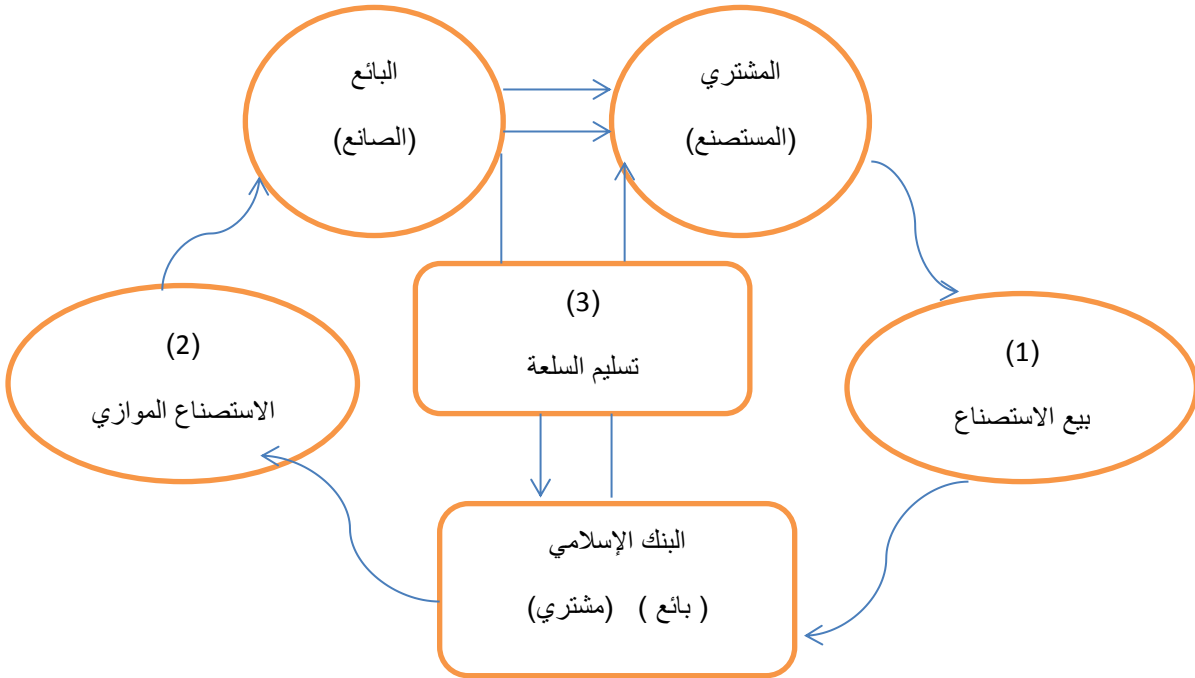 المشتري
(المستصنع)
البائع
(الصانع)
(1)
بيع الاستصناع
(2)
الاستصناع الموازي
(3)
تسليم السلعة
البنك الإسلامي
( بائع ) (مشتري)